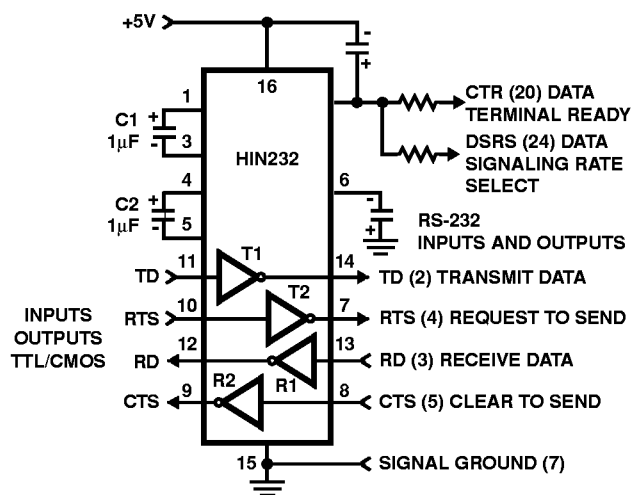 +5V
-
+
16
CTR (20) DATA
TERMINAL READY
DSRS (24) DATA
SIGNALING RATE
SELECT
1
C1
+
1µF
-
3
HIN232
4
C2
+
1µF
-
5
6
-
+
RS-232
INPUTS AND OUTPUTS
TD
11
T1
14
TD (2) TRANSMIT DATA
INPUTS
OUTPUTS
TTL/CMOS
RTS
10
T2
7
RTS (4) REQUEST TO SEND
RD
12
R1
13
RD (3) RECEIVE DATA
CTS
9
R2
8
CTS (5) CLEAR TO SEND
15
SIGNAL GROUND (7)